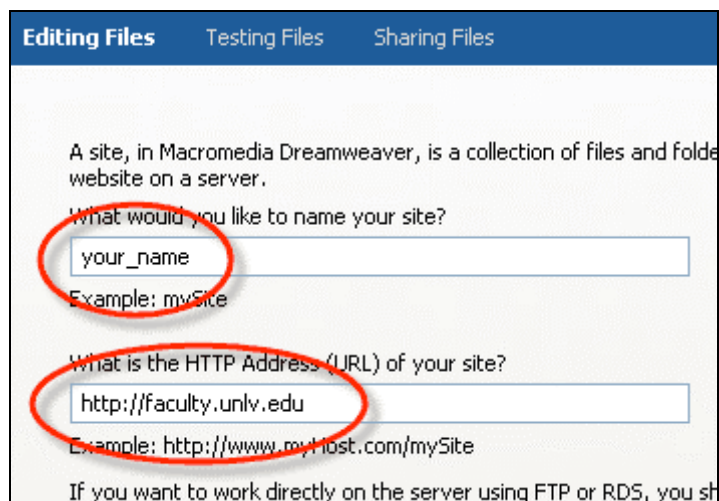 Editing Files Testing Files Sharing Files
A site, in Macromedia Dreamweaver, is a collection of files and folde
website on a server.
What would you like to name your site?
your_name
Example: mySite
What is the HTTP Address (URL) of your site?
http://faculty.unlv.edu
Example: http://www.myHost.com/mySite
If you want to work directly on the server using FTP or RDS, you sh